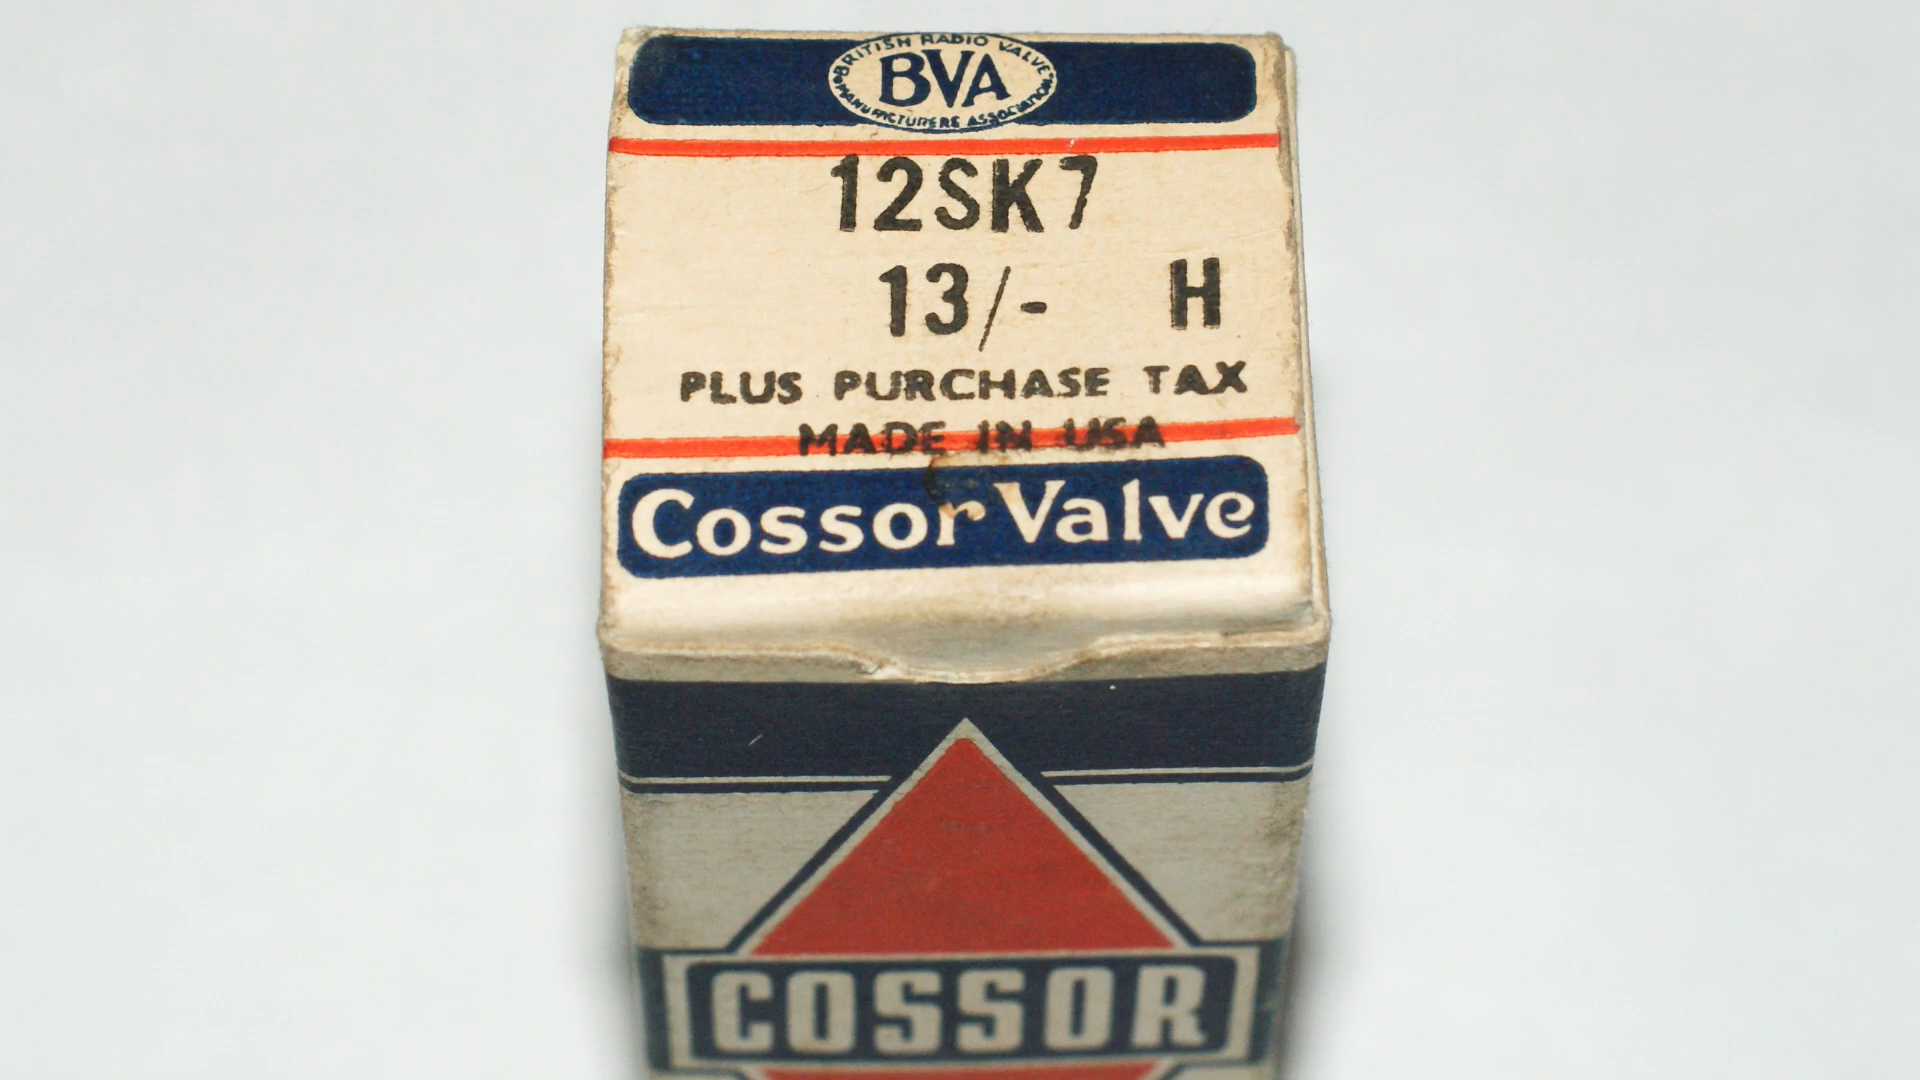 BRITISH RADIO VALVE
BVA
MANUFACTURERS ASSOCIATION
12SK7
13/- H
PLUS PURCHASE TAX
MADE IN USA
Cossor Valve
COSSOR